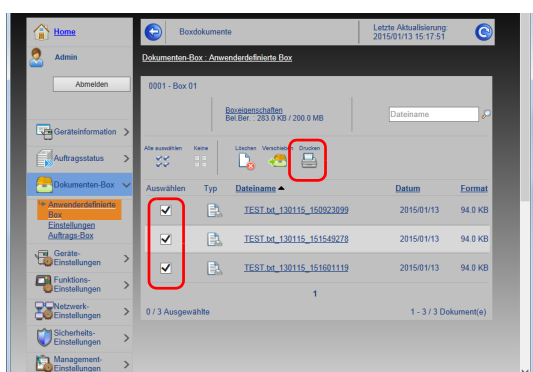 Home
Admin
Abmelden
Geräteinformation
Auftragsstatus
Dokumenten-Box
Anwenderdefinierte
Box
Einstellungen
Auftrags-Box
Geräte-
Einstellungen
Funktions-
Einstellungen
Netzwerk-
Einstellungen
Sicherheits-
Einstellungen
Management-
Einstellungen
Boxdokumente
Letzte Aktualisierung:
2015/01/13 15:17:51
Dokumenten-Box : Anwenderdefinierte Box
0001 - Box 01
Boxeigenschaften
Bel.Ber. : 283.0 KB / 200.0 MB
Dateiname
Alle auswählen Keine Löschen Verschieben Drucken
Auswählen Typ Dateiname Datum Format
TEST.txt_130115_150923099 2015/01/13 94.0 KB
TEST.txt_130115_151549278 2015/01/13 94.0 KB
TEST.txt_130115_151601119 2015/01/13 94.0 KB
1
0 / 3 Ausgewählte 1 - 3 / 3 Dokument(e)